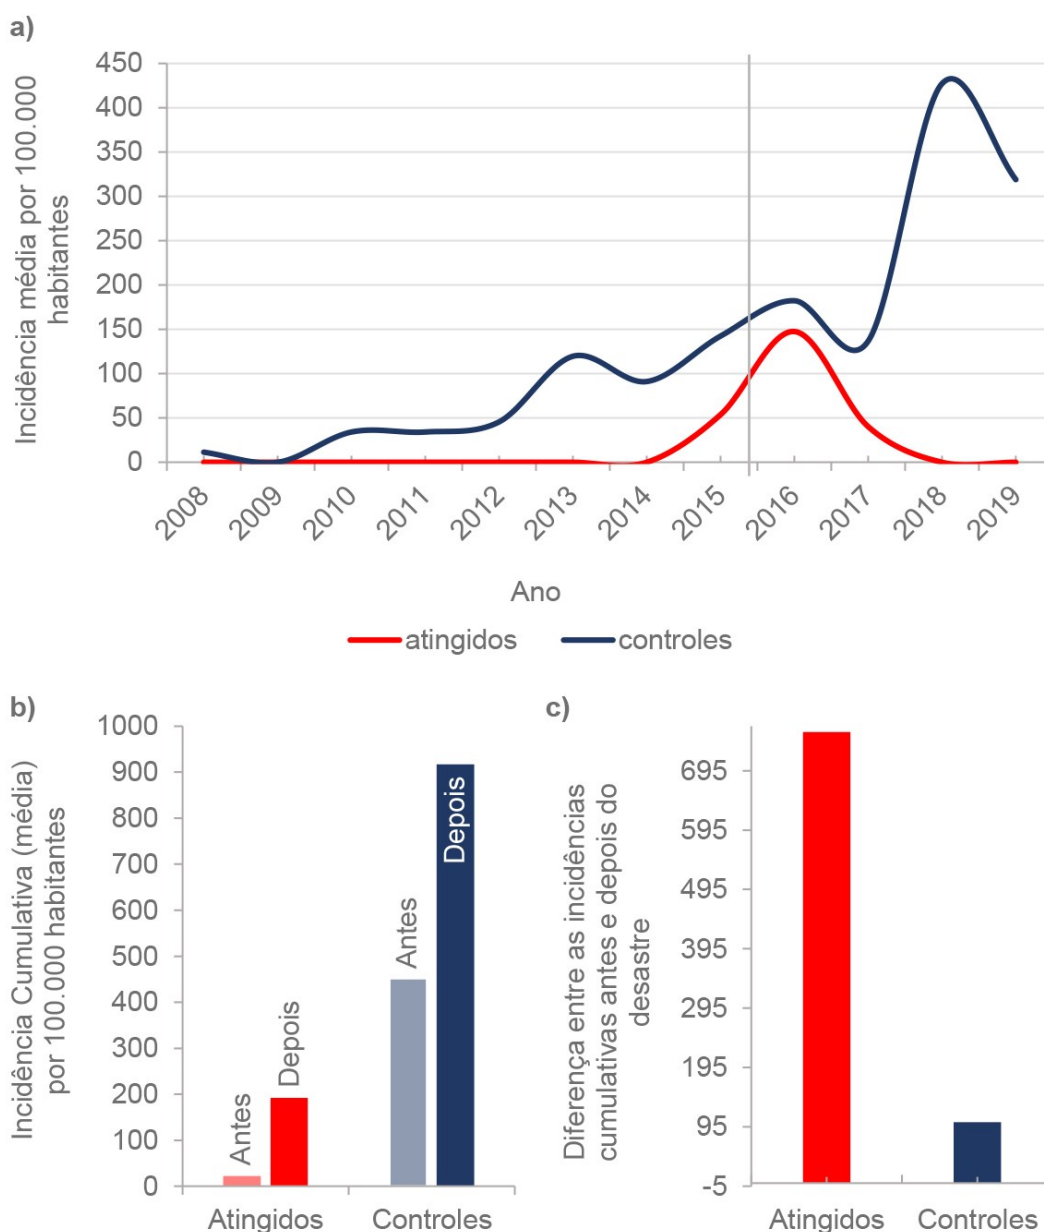 a)
Incidência média por 100.000
habitantes
450
400
350
300
250
200
150
100
50
0
2008
2009
2010
2011
2012
2013
2014
2015
2016
2017
2018
2019
Ano
atingidos
controles
b)
Incidência Cumulativa (média)
por 100.000 habitantes
1000
900
800
700
600
500
400
300
200
100
0
Antes
Depois
Antes
Depois
Atingidos
Controles
c)
Diferença entre as incidências
cumulativas antes e depois do
desastre
695
595
495
395
295
195
95
-5
Atingidos
Controles